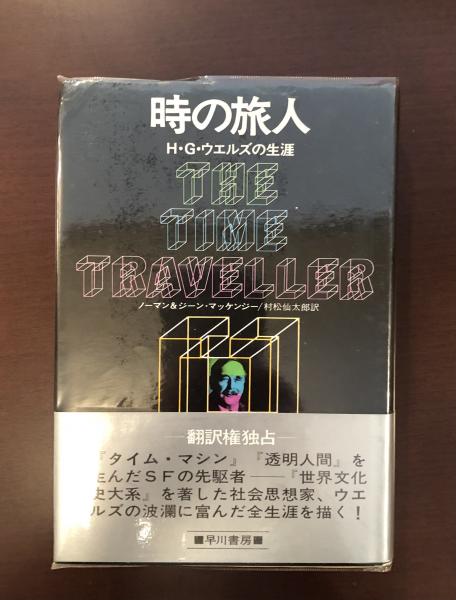 時の旅人
H・G・ウエルズの生涯
THE
TIME
TRAVELLER
ノーマン&ジーン・マッケンジー/村松仙太郎訳
翻訳権独占
『タイム・マシン』『透明人間』を
生んだSFの先駆者――『世界文化
史大系』を著した社会思想家、ウエ
ルズの波瀾に富んだ全生涯を描く!
■早川書房■